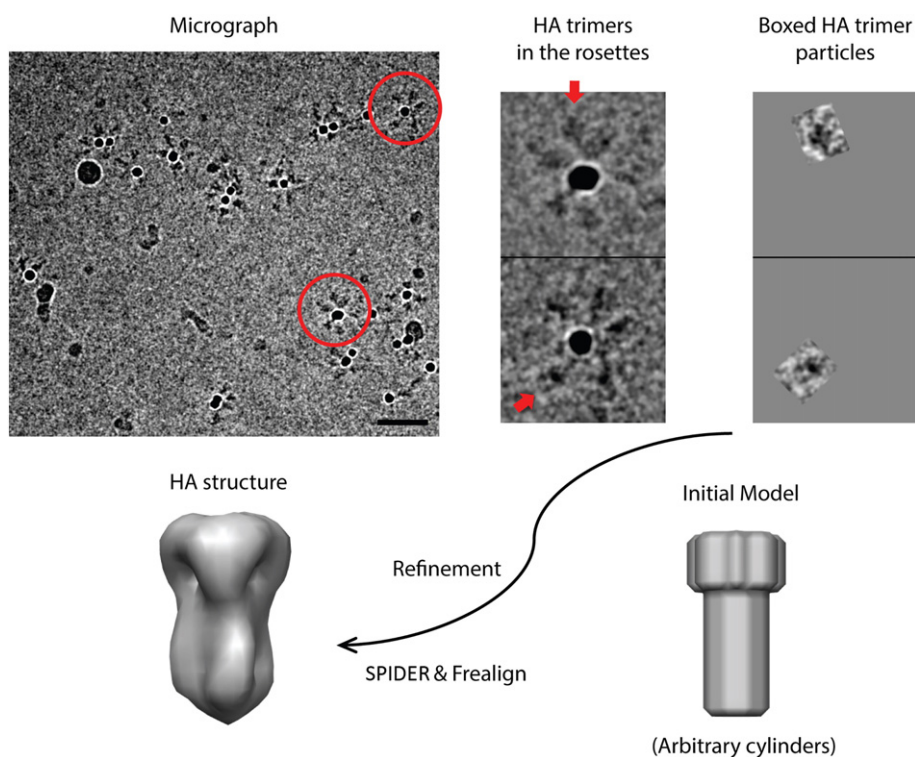 Micrograph
HA trimers
in the rosettes
Boxed HA trimer
particles
HA structure
Initial Model
Refinement
SPIDER & Frealign
(Arbitrary cylinders)